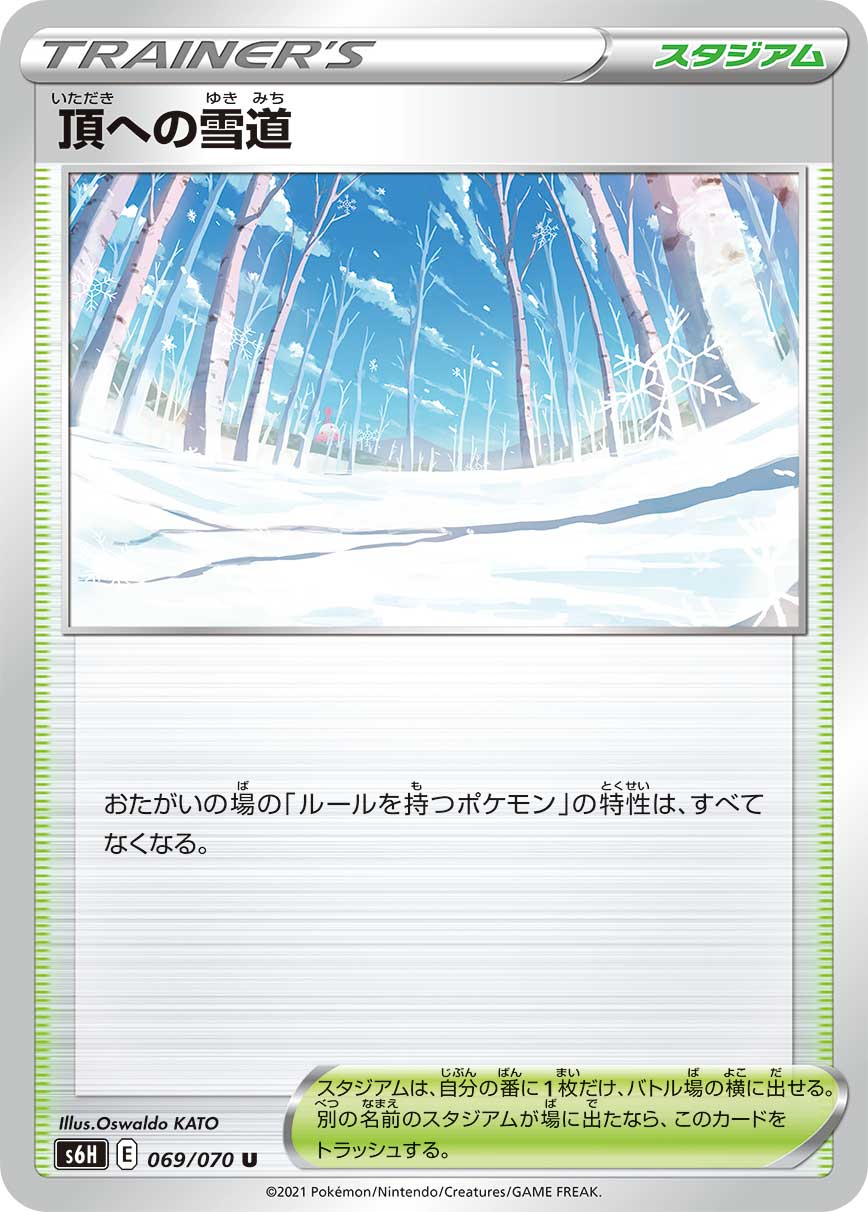 TRAINER'S スタジアム
いただき ゆき みち
頂への雪道
ば も とくせい
おたがいの場の「ルールを持つポケモン」の特性は、すべて
なくなる。
じぶん ばん まい ば よこ だ
スタジアムは、自分の番に1枚だけ、バトル場の横に出せる。
べつ なまえ ば で
別の名前のスタジアムが場に出たなら、このカードを
トラッシュする。
Illus.Oswaldo KATO
s6H E 069/070 U
©2021 Pokémon/Nintendo/Creatures/GAME FREAK.